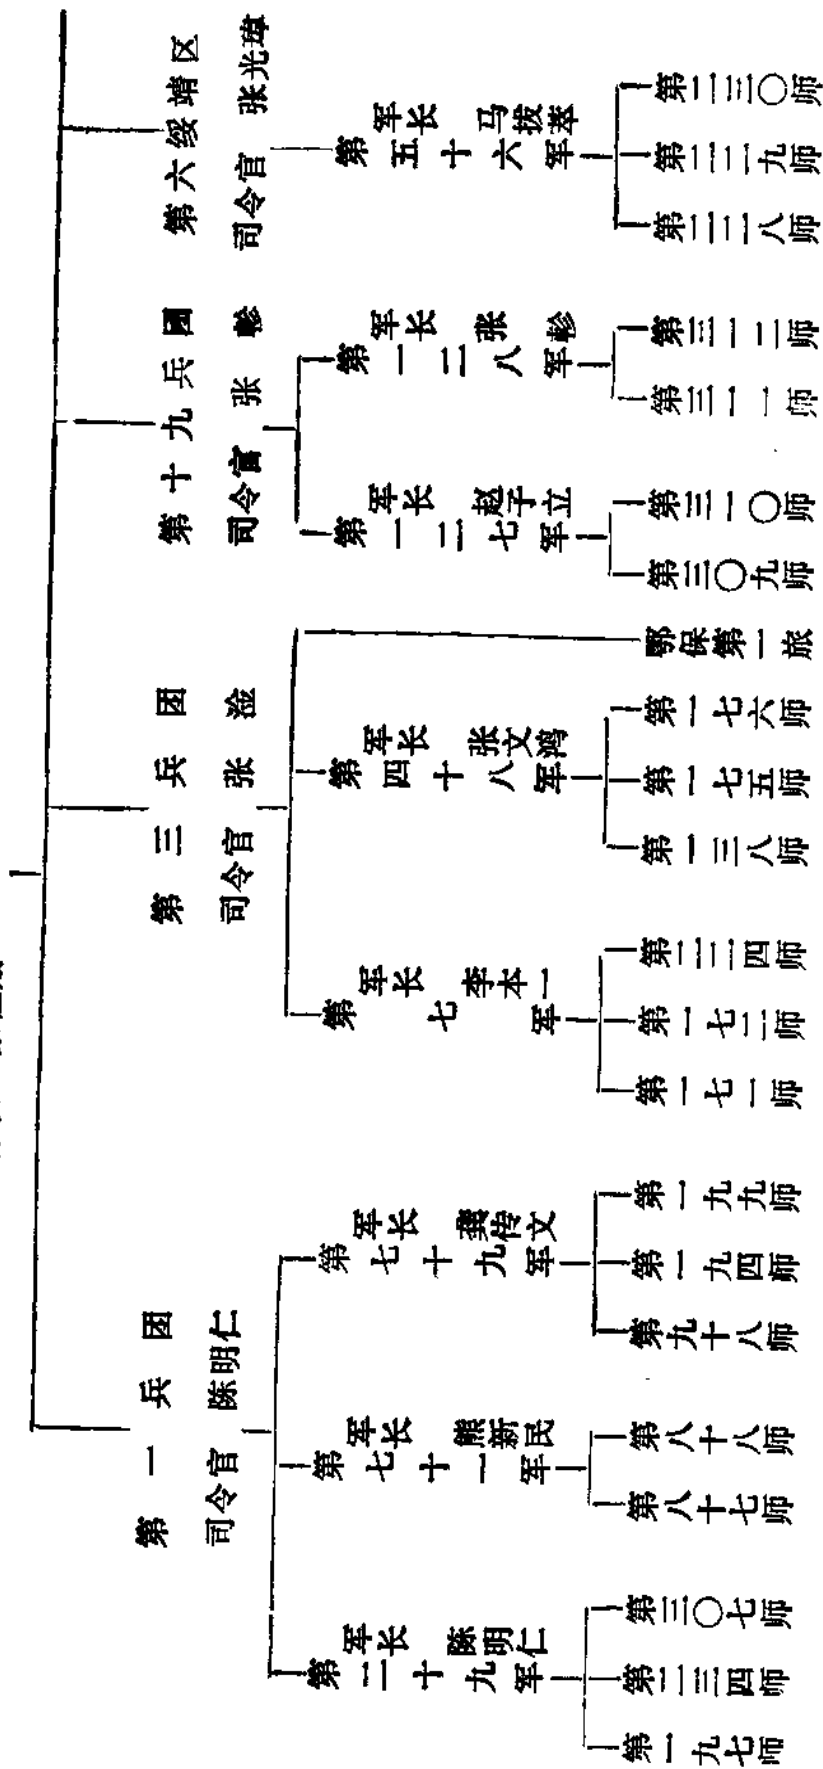 第一兵团
司令官 陈明仁
第二十九军
军长 陈明仁
第一九七师
第二三四师
第三〇七师
第七十一军
军长 熊新民
第八十七师
第八十八师
第七十九军
军长 龚传文
第九十八师
第一九四师
第一九九师
第三兵团
司令官 张淦
第七军
军长 李本一
第一七一师
第一七二师
第二二四师
第四十八军
军长 张文鸿
第一三八师
第一七五师
第一七六师
鄂保第一旅
第十九兵團
司令官 张軫
第一二七军
军长 赵子立
第三〇九师
第三一〇师
第一二八军
军长 张軫
第三一一师
第三一二师
第六绥靖区
司令官 张光瑋
第五十六军
军长 马拔萃
第二二八师
第二二九师
第二三〇师